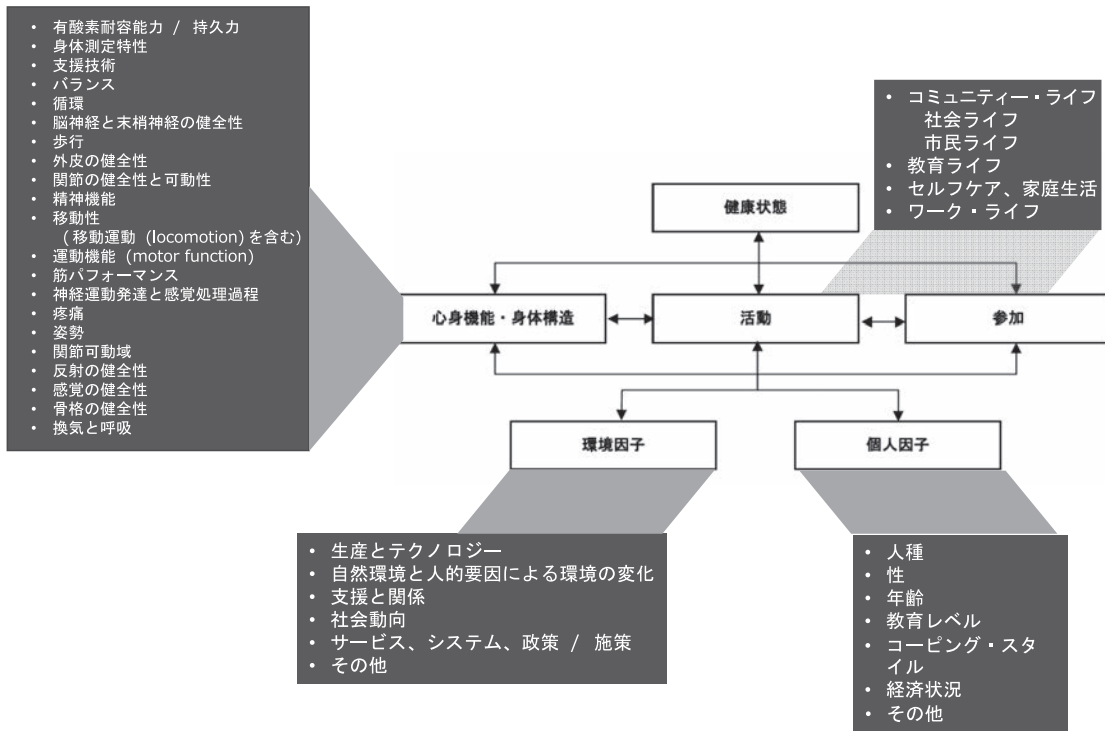 • 有酸素耐容能力 / 持久力
• 身体測定特性
• 支援技術
• バランス
• 循環
• 脳神経と末梢神経の健全性
• 歩行
• 外皮の健全性
• 関節の健全性と可動性
• 精神機能
• 移動性
(移動運動 (locomotion) を含む)
• 運動機能 (motor function)
• 筋パフォーマンス
• 神経運動発達と感覚処理過程
• 疼痛
• 姿勢
• 関節可動域
• 反射の健全性
• 感覚の健全性
• 骨格の健全性
• 換気と呼吸
• コミュニティー・ライフ
社会ライフ
市民ライフ
• 教育ライフ
• セルフケア、家庭生活
• ワーク・ライフ
健康状態
心身機能・身体構造
活動
参加
環境因子
個人因子
• 生産とテクノロジー
• 自然環境と人的要因による環境の変化
• 支援と関係
• 社会動向
• サービス、システム、政策 / 施策
• その他
• 人種
• 性
• 年齢
• 教育レベル
• コーピング・スタ
イル
• 経済状況
• その他